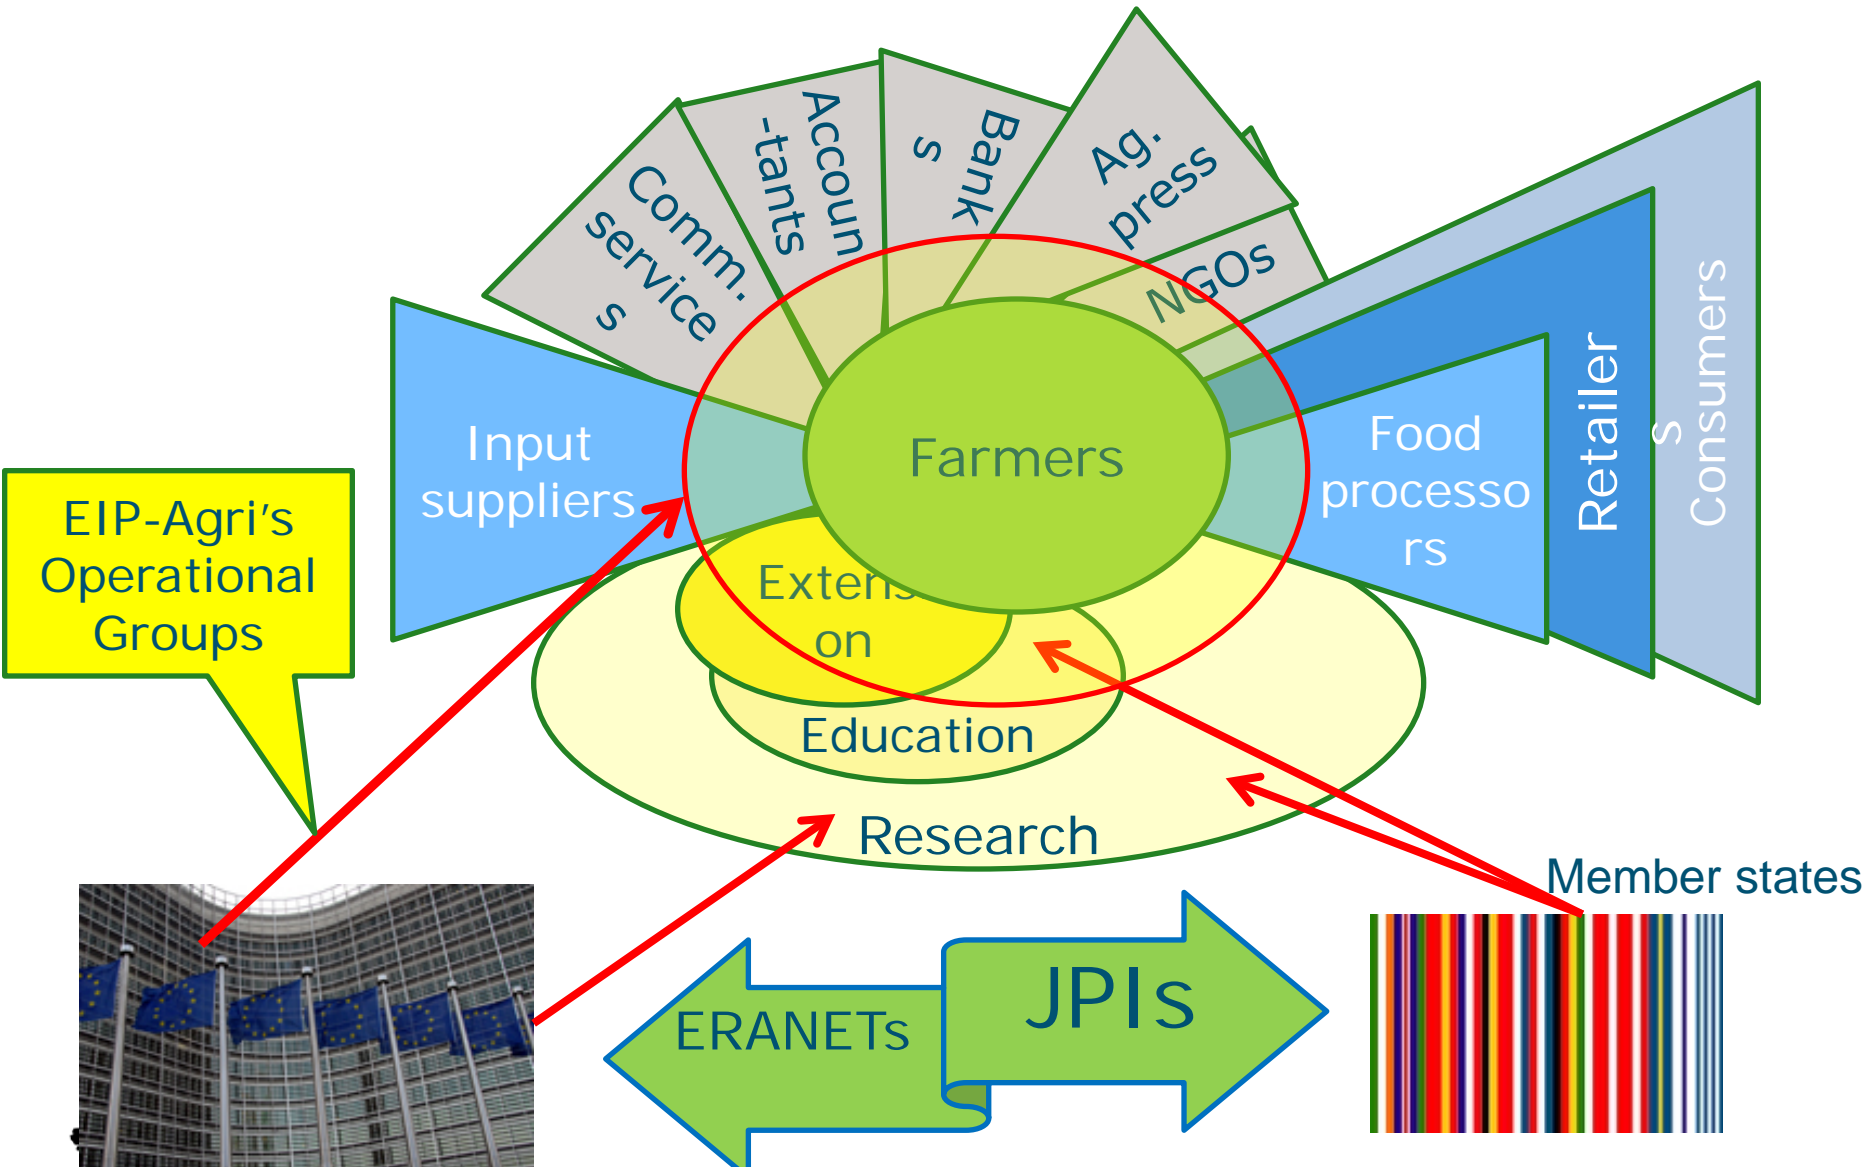 Accoun
-tants
Bank
s
Ag.
press
Comm.
service
s
NGOs
Consumers
Retailer
s
Input
suppliers
Farmers
Food
processo
rs
EIP-Agri's
Operational
Groups
Extens
on
Education
Research
Member states
JPIs
ERANETs